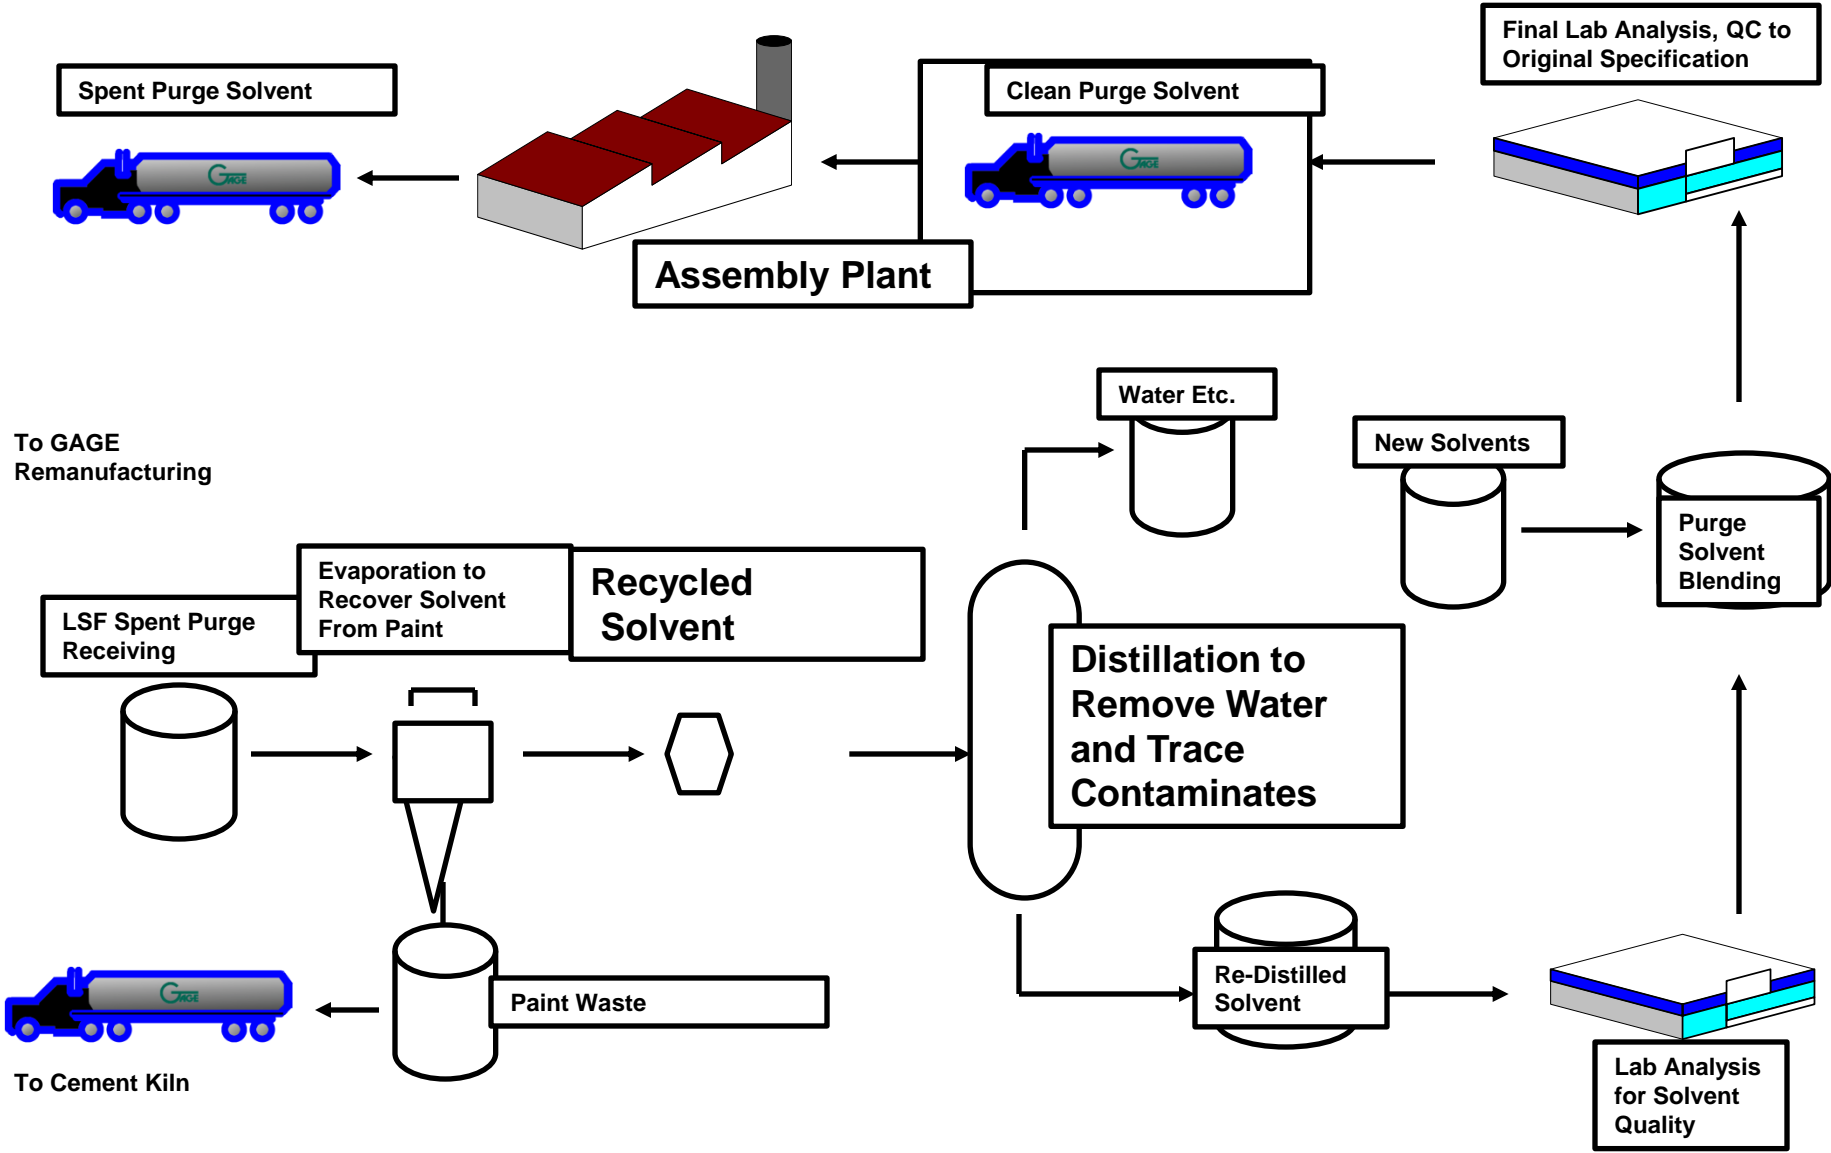 Final Lab Analysis, QC to
Original Specification
Spent Purge Solvent
Clean Purge Solvent
GAGE
GAGE
Assembly Plant
Water Etc.
To GAGE
Remanufacturing
New Solvents
Purge
Solvent
Blending
Evaporation to
Recover Solvent
From Paint
Recycled
Solvent
LSF Spent Purge
Receiving
Distillation to
Remove Water
and Trace
Contaminates
Re-Distilled
Solvent
Paint Waste
GAGE
To Cement Kiln
Lab Analysis
for Solvent
Quality